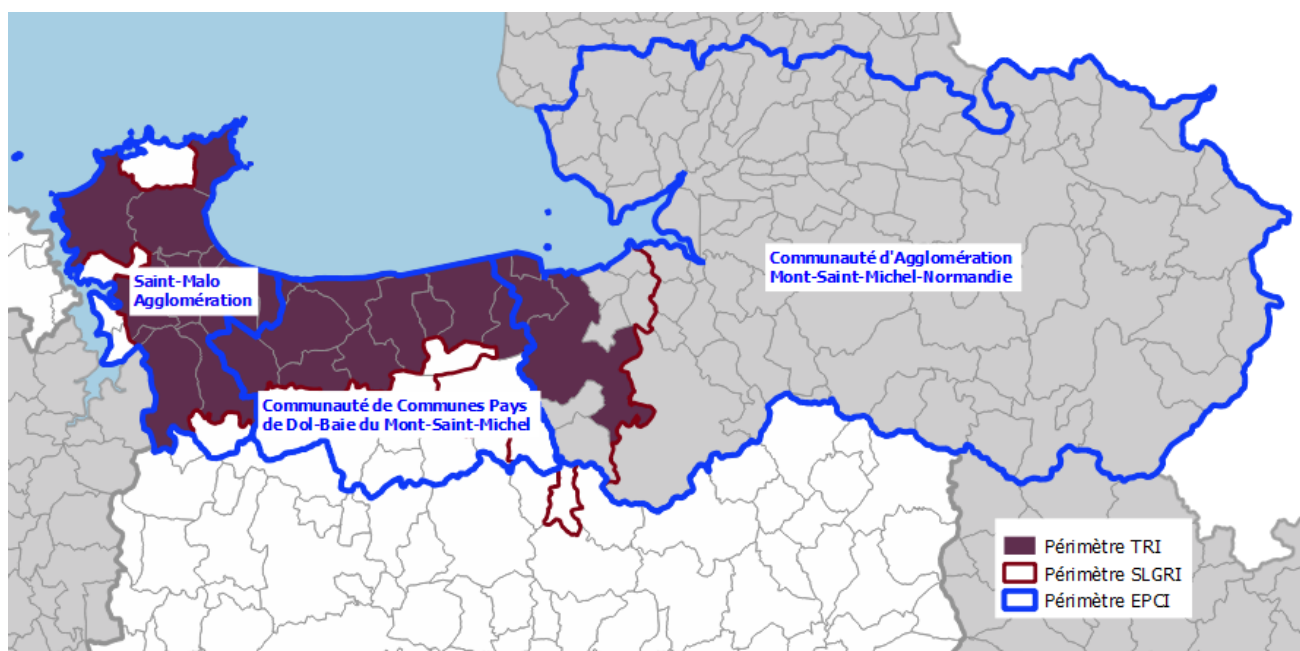 Saint-Malo
Agglomération
Communauté d'Agglomération
Mont-Saint-Michel-Normandie
Communauté de Communes Pays
de Dol-Baie du Mont-Saint-Michel
Périmètre TRI
Périmètre SLGRI
Périmètre EPCI